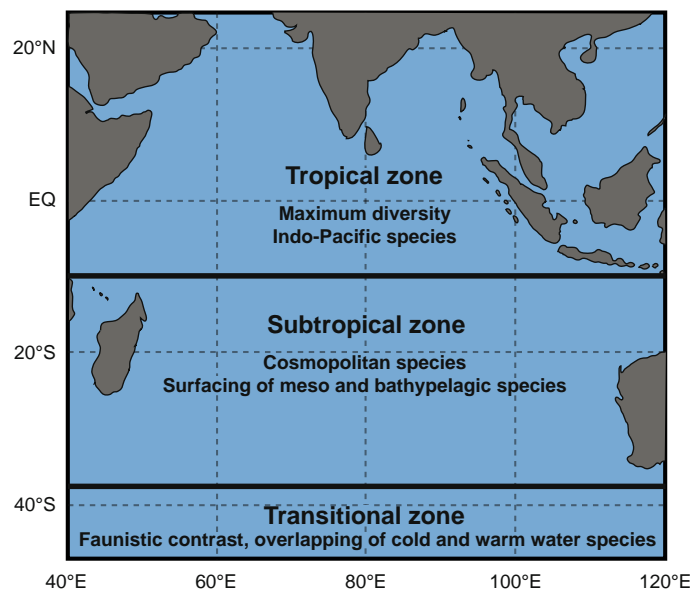 20°N
Tropical zone
EQ
Maximum diversity
Indo-Pacific species
Subtropical zone
20°S
Cosmopolitan species
Surfacing of meso and bathypelagic species
40°S
Transitional zone
Faunistic contrast, overlapping of cold and warm water species
40°E 60°E 80°E 100°E 120°E